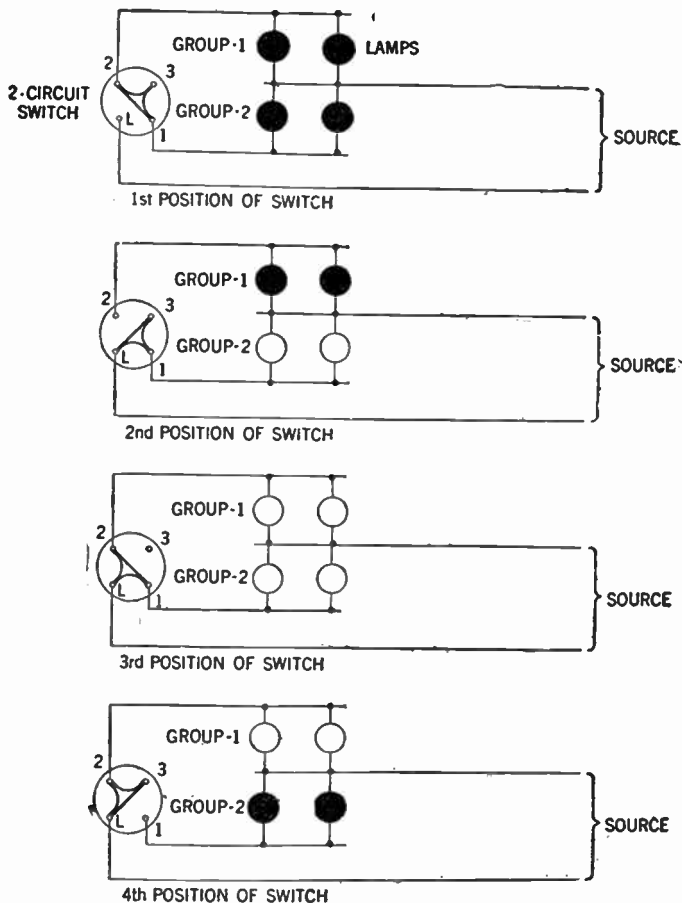 GROUP-1
LAMPS
2
3
2-CIRCUIT
SWITCH
GROUP-2
L
1
SOURCE
1st POSITION OF SWITCH
GROUP-1
2
3
GROUP-2
L
1
SOURCE
2nd POSITION OF SWITCH
GROUP-1
2
3
GROUP-2
L
1
SOURCE
3rd POSITION OF SWITCH
GROUP-1
2
3
GROUP-2
L
1
SOURCE
4th POSITION OF SWITCH